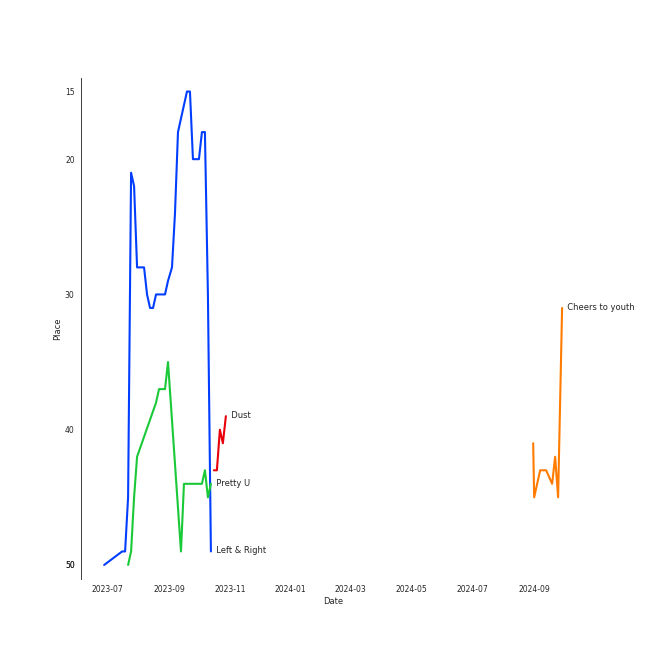 15
20
30
40
50
Place
Cheers to youth
Dust
Pretty U
Left & Right
2023-07
2023-09
2023-11
2024-01
2024-03
2024-05
2024-07
2024-09
Date